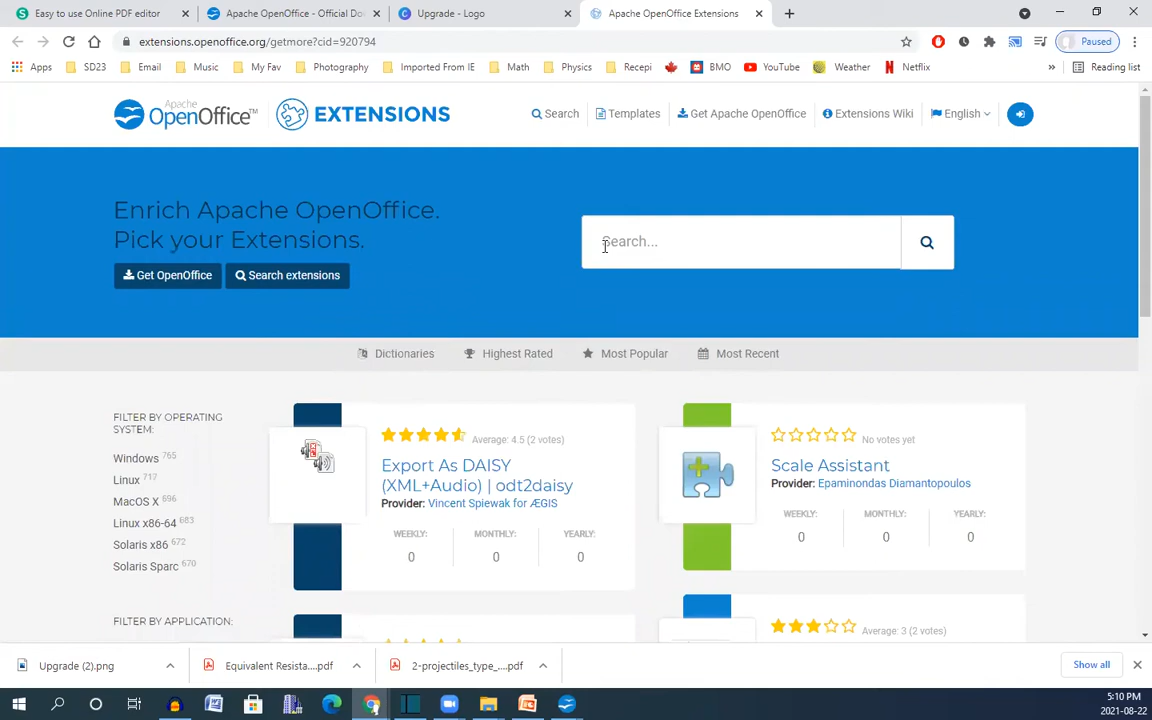 Easy to use Online PDF editor
Apache OpenOffice - Official Do
Upgrade - Logo
Apache OpenOffice Extensions
extensions.openoffice.org/getmore?cid=920794
Paused
Apps SD23 Email Music My Fav Photography Imported From IE Math Physics Recepi BMO YouTube Weather Netflix » Reading list
Apache OpenOffice™ EXTENSIONS
Search Templates Get Apache OpenOffice Extensions Wiki English
Enrich Apache OpenOffice.
Pick your Extensions.
Search...
Get OpenOffice Search extensions
Dictionaries Highest Rated Most Popular Most Recent
FILTER BY OPERATING
SYSTEM:
Windows 765
Linux 717
MacOS X 696
Linux x86-64 683
Solaris x86 672
Solaris Sparc 670
FILTER BY APPLICATION:
Average: 4.5 (2 votes)
Export As DAISY
(XML+Audio) | odt2daisy
Provider: Vincent Spiewak for ÆGIS
WEEKLY: MONTHLY: YEARLY:
0 0 0
No votes yet
Scale Assistant
Provider: Epaminondas Diamantopoulos
WEEKLY: MONTHLY: YEARLY:
0 0 0
Average: 3 (2 votes)
Upgrade (2).png
Equivalent Resista....pdf
2-projectiles_type_....pdf
Show all
5:10 PM
2021-08-22